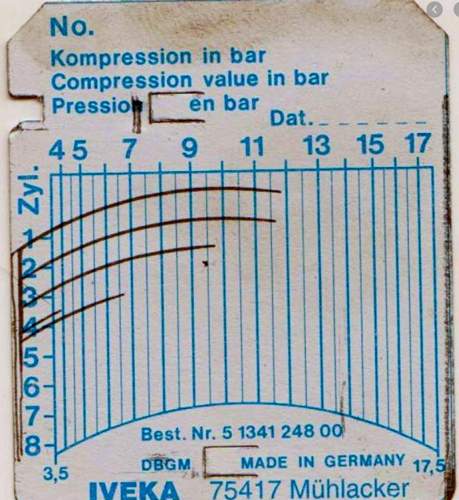 No.
Kompression in bar
Compression value in bar
Pression en bar
Dat.
4 5 7 9 11 13 15 17
Zyl.
1
2
3
4
5
6
7
8
Best. Nr. 5 1341 248 00
3,5 DBGM MADE IN GERMANY 17,5
IVEKA 75417 Mühlacker